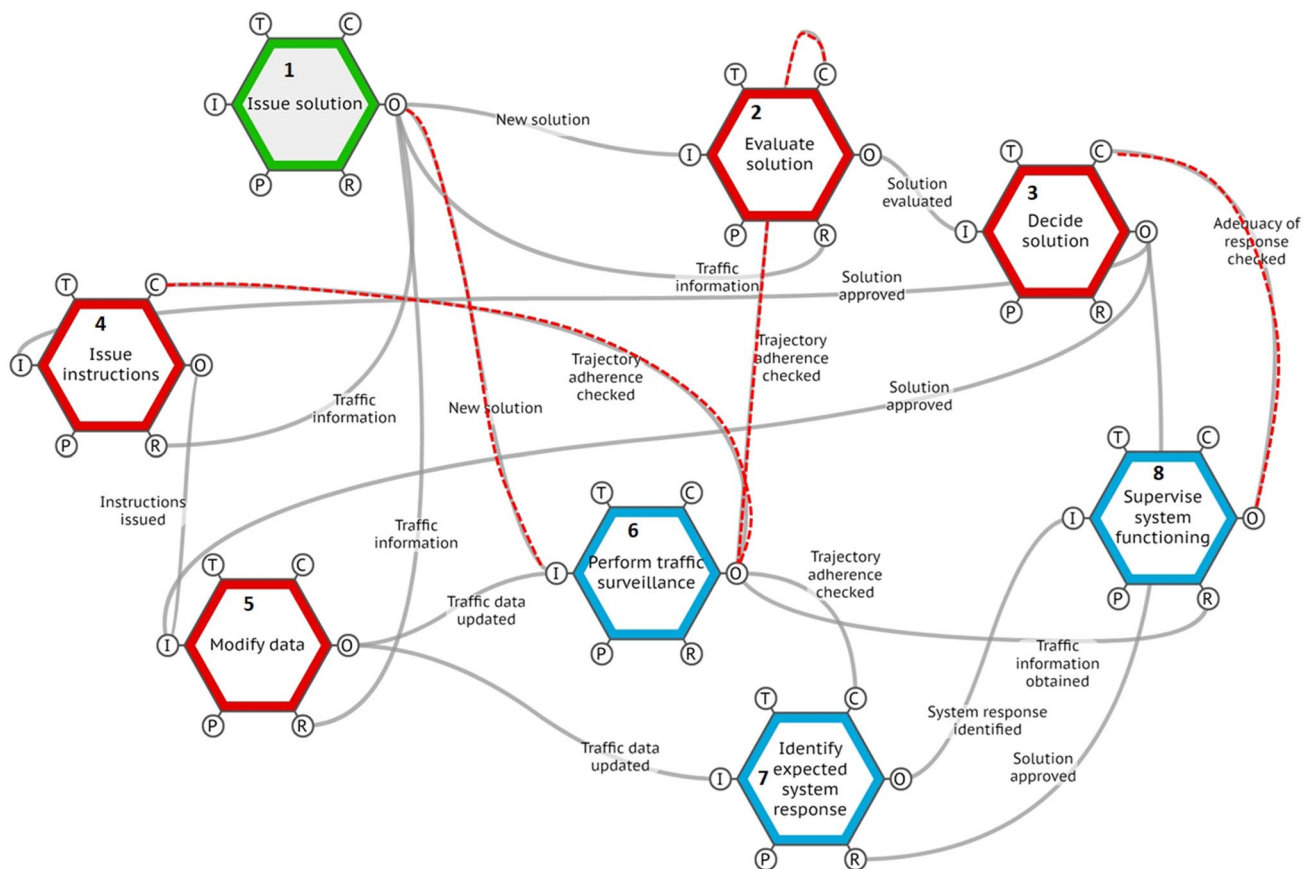 T
C
1
Issue solution
I
O
P
R
New solution
T
C
2
Evaluate
solution
I
O
P
R
Solution
evaluated
T
C
3
Decide
solution
I
O
P
R
Adequacy of
response
checked
Traffic
information
Solution
approved
T
C
4
Issue
instructions
I
O
P
R
Traffic
information
New solution
Trajectory
adherence
checked
Trajectory
adherence
checked
Solution
approved
Instructions
issued
Traffic
information
T
C
5
Modify data
I
O
P
R
Traffic data
updated
T
C
6
Perform traffic
surveillance
I
O
P
R
Trajectory
adherence
checked
T
C
8
Supervise
system
functioning
I
O
P
R
Traffic
information
obtained
System response
identified
Solution
approved
Traffic data
updated
T
C
Identify
expected
7
system
response
I
O
P
R